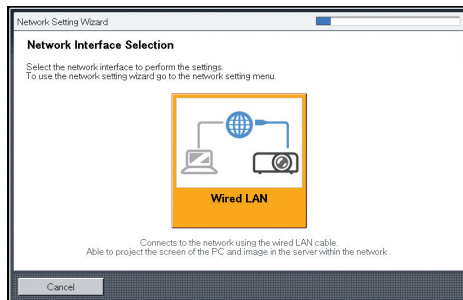 Network Setting Wizard
Network Interface Selection
Select the network interface to perform the settings.
To use the network setting wizard go to the network setting menu.
Wired LAN
Connects to the network using the wired LAN cable.
Able to project the screen of the PC and image in the server within the network .
Cancel